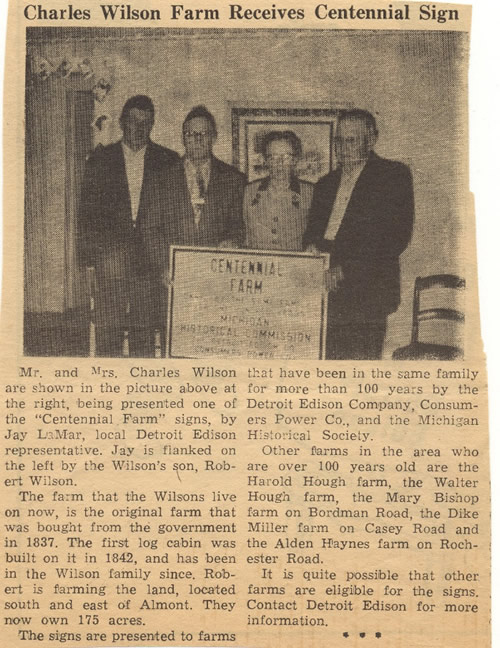 Charles Wilson Farm Receives Centennial Sign
CENTENNIAL
FARM
MICHIGAN
HISTORICAL COMMISSION
CONSUMERS POWER
Mr. and Mrs. Charles Wilson
are shown in the picture above at
the right, being presented one of
the "Centennial Farm" signs, by
Jay LaMar, local Detroit Edison
representative. Jay is flanked on
the left by the Wilson's son, Rob-
ert Wilson.
The farm that the Wilsons live
on now, is the original farm that
was bought from the government
in 1837. The first log cabin was
built on it in 1842, and has been
in the Wilson family since. Rob-
ert is farming the land, located
south and east of Almont. They
now own 175 acres.
The signs are presented to farms
that have been in the same family
for more than 100 years by the
Detroit Edison Company, Consum-
ers Power Co., and the Michigan
Historical Society.
Other farms in the area who
are over 100 years old are the
Harold Hough farm, the Walter
Hough farm, the Mary Bishop
farm on Bordman Road, the Dike
Miller farm on Casey Road and
the Alden Haynes farm on Roch-
ester Road.
It is quite possible that other
farms are eligible for the signs.
Contact Detroit Edison for more
information.
* * *